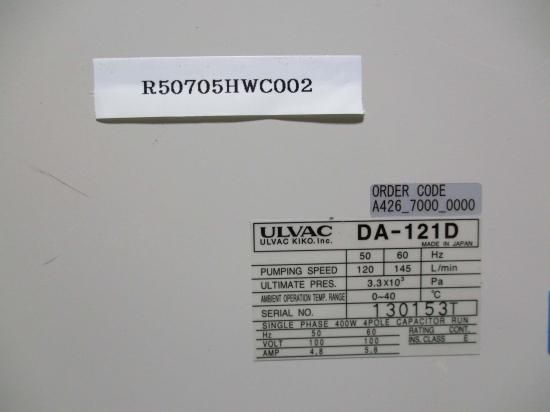 R50705HWC002
ORDER CODE
A426_7000_0000
ULVAC DA-121D
ULVAC KIKO. Inc. MADE IN JAPAN
50 60 Hz
PUMPING SPEED 120 145 L/min
ULTIMATE PRES. 3.3X10³ Pa
AMBIENT OPERATION TEMP. RANGE 0~40 ℃
SERIAL NO. 130153T
SINGLE PHASE 400W 4POLE CAPACITOR RUN
Hz 50 60 RATING CONT.
VOLT 100 100 INS. CLASS E
AMP 4.8 5.8